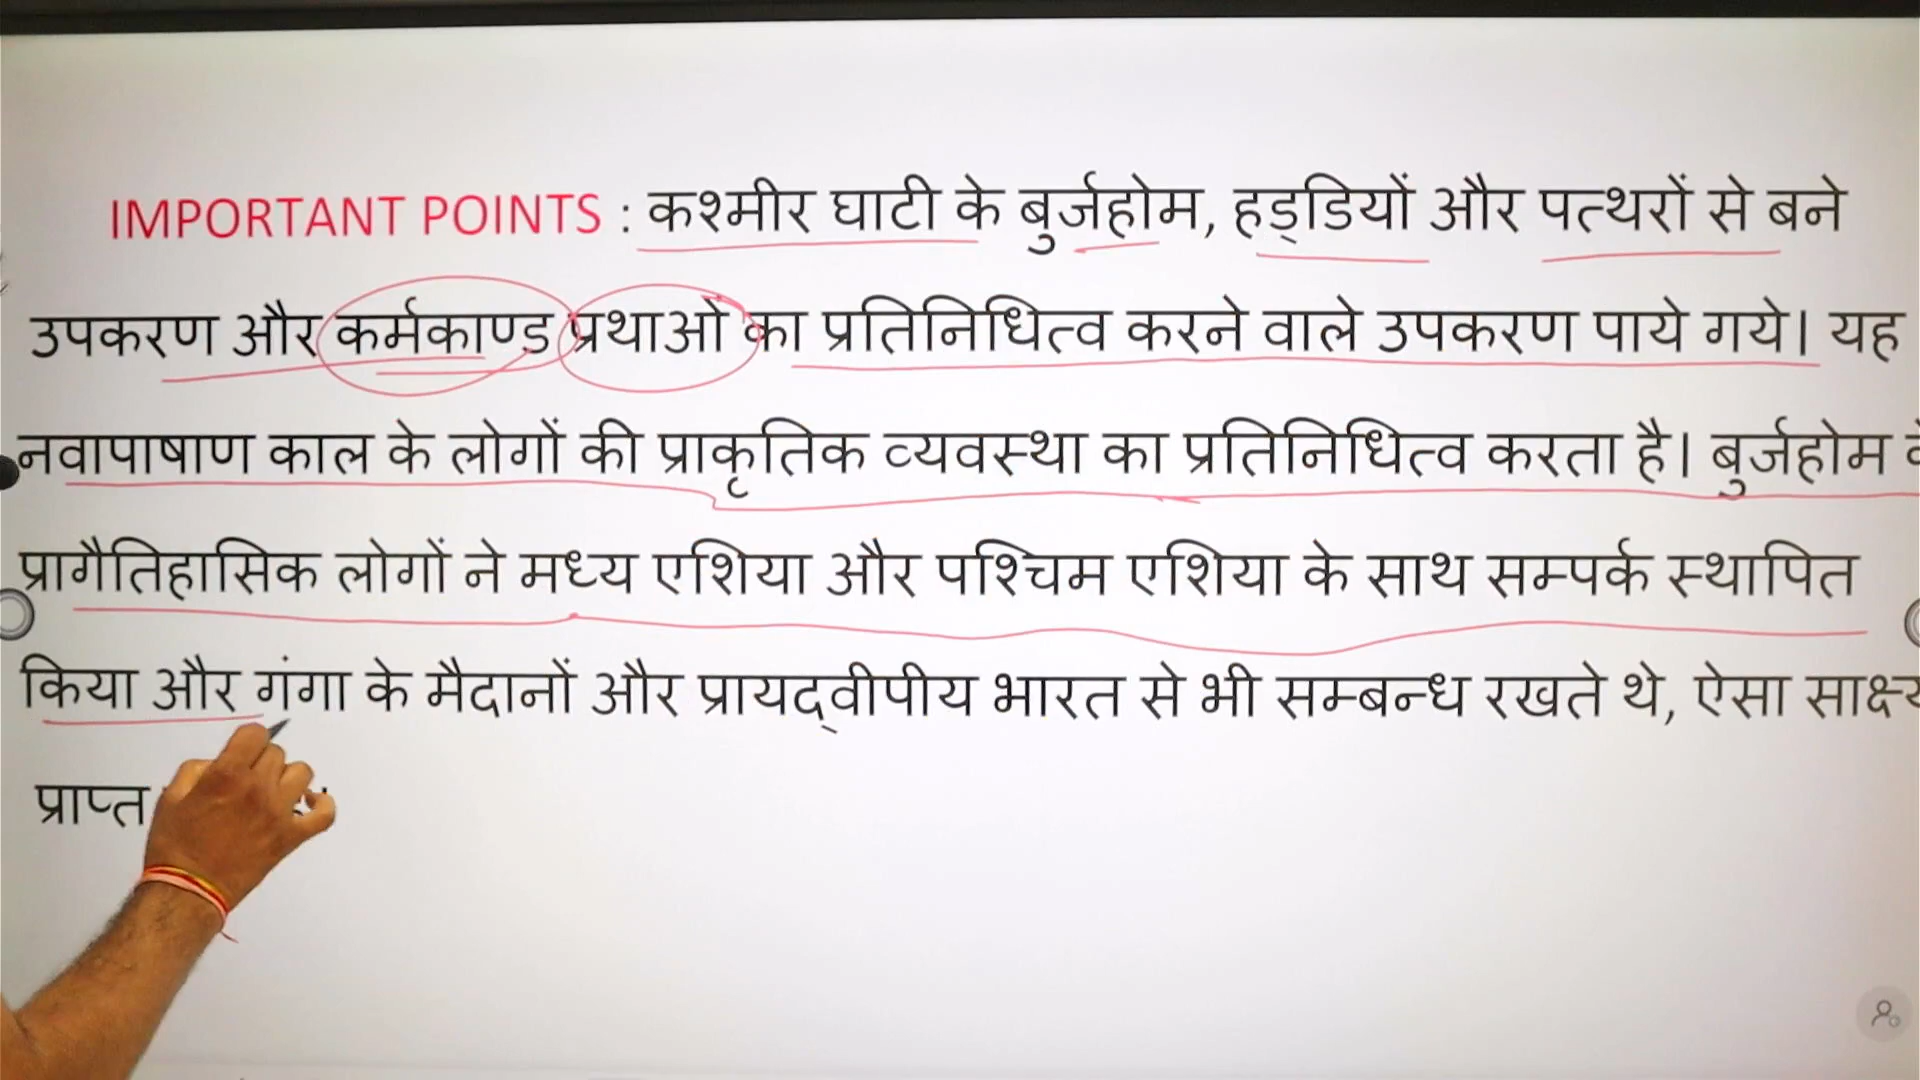 IMPORTANT POINTS : कश्मीर घाटी के बुर्जहोम, हड्डियों और पत्थरों से बने
उपकरण और कर्मकाण्ड प्रथाओं का प्रतिनिधित्व करने वाले उपकरण पाये गये। यह
नवापाषाण काल के लोगों की प्राकृतिक व्यवस्था का प्रतिनिधित्व करता है। बुर्जहोम
प्रागैतिहासिक लोगों ने मध्य एशिया और पश्चिम एशिया के साथ सम्पर्क स्थापित
किया और गंगा के मैदानों और प्रायद्वीपीय भारत से भी सम्बन्ध रखते थे, ऐसा साक्ष्य
प्राप्त